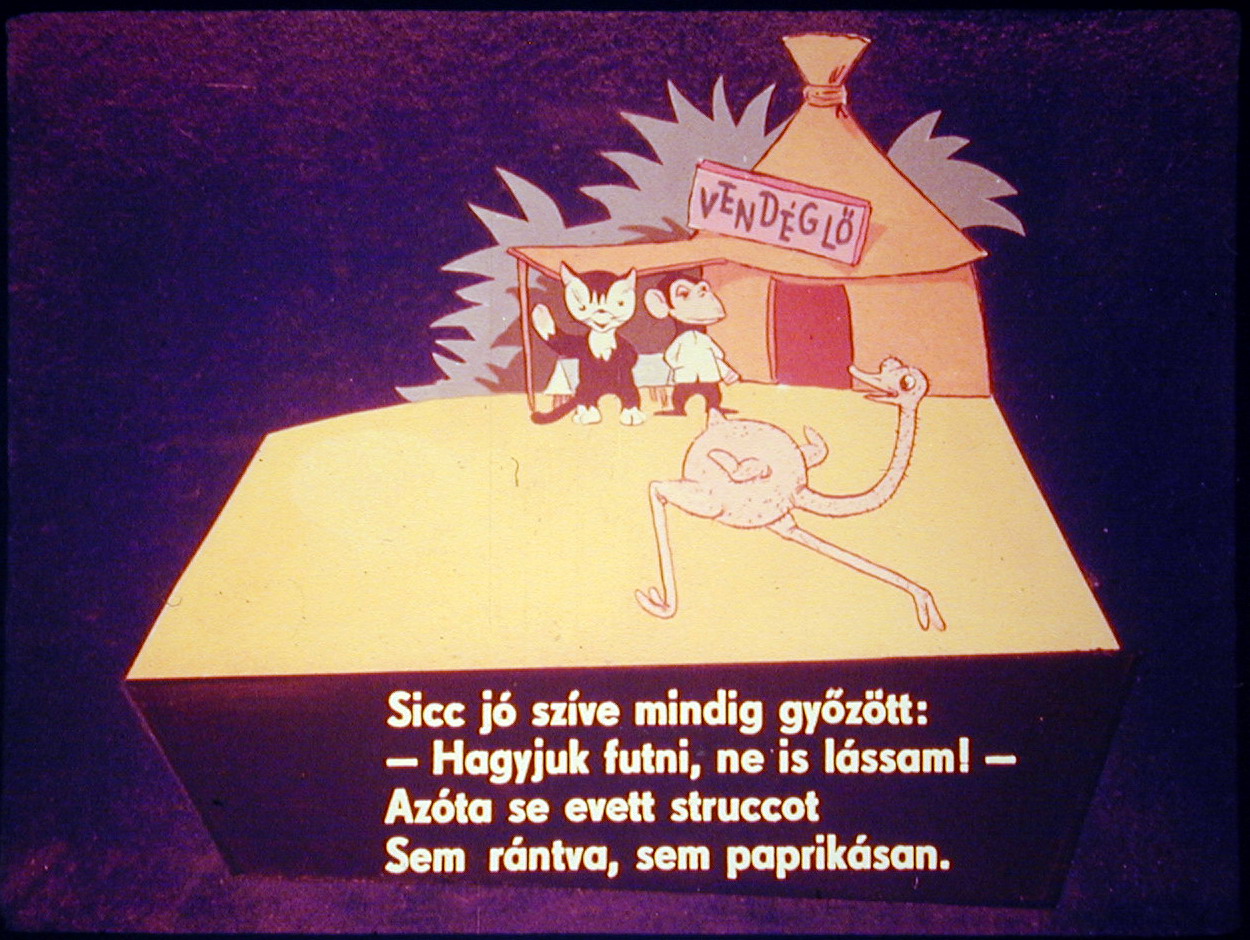 VENDÉGLŐ
Sicc jó szíve mindig győzött:
— Hagyjuk futni, ne is lássam! —
Azóta se evett struccot
Sem rántva, sem paprikásan.